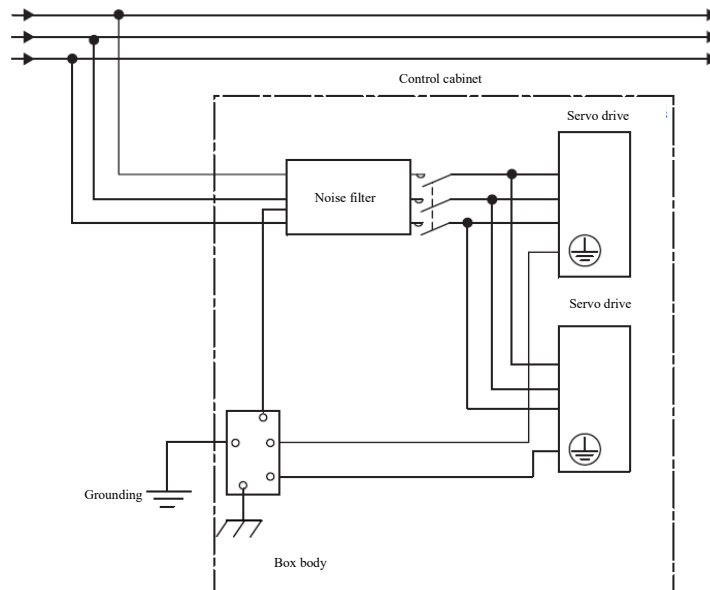 Control cabinet
Servo drive
Noise filter
Servo drive
Grounding
Box body